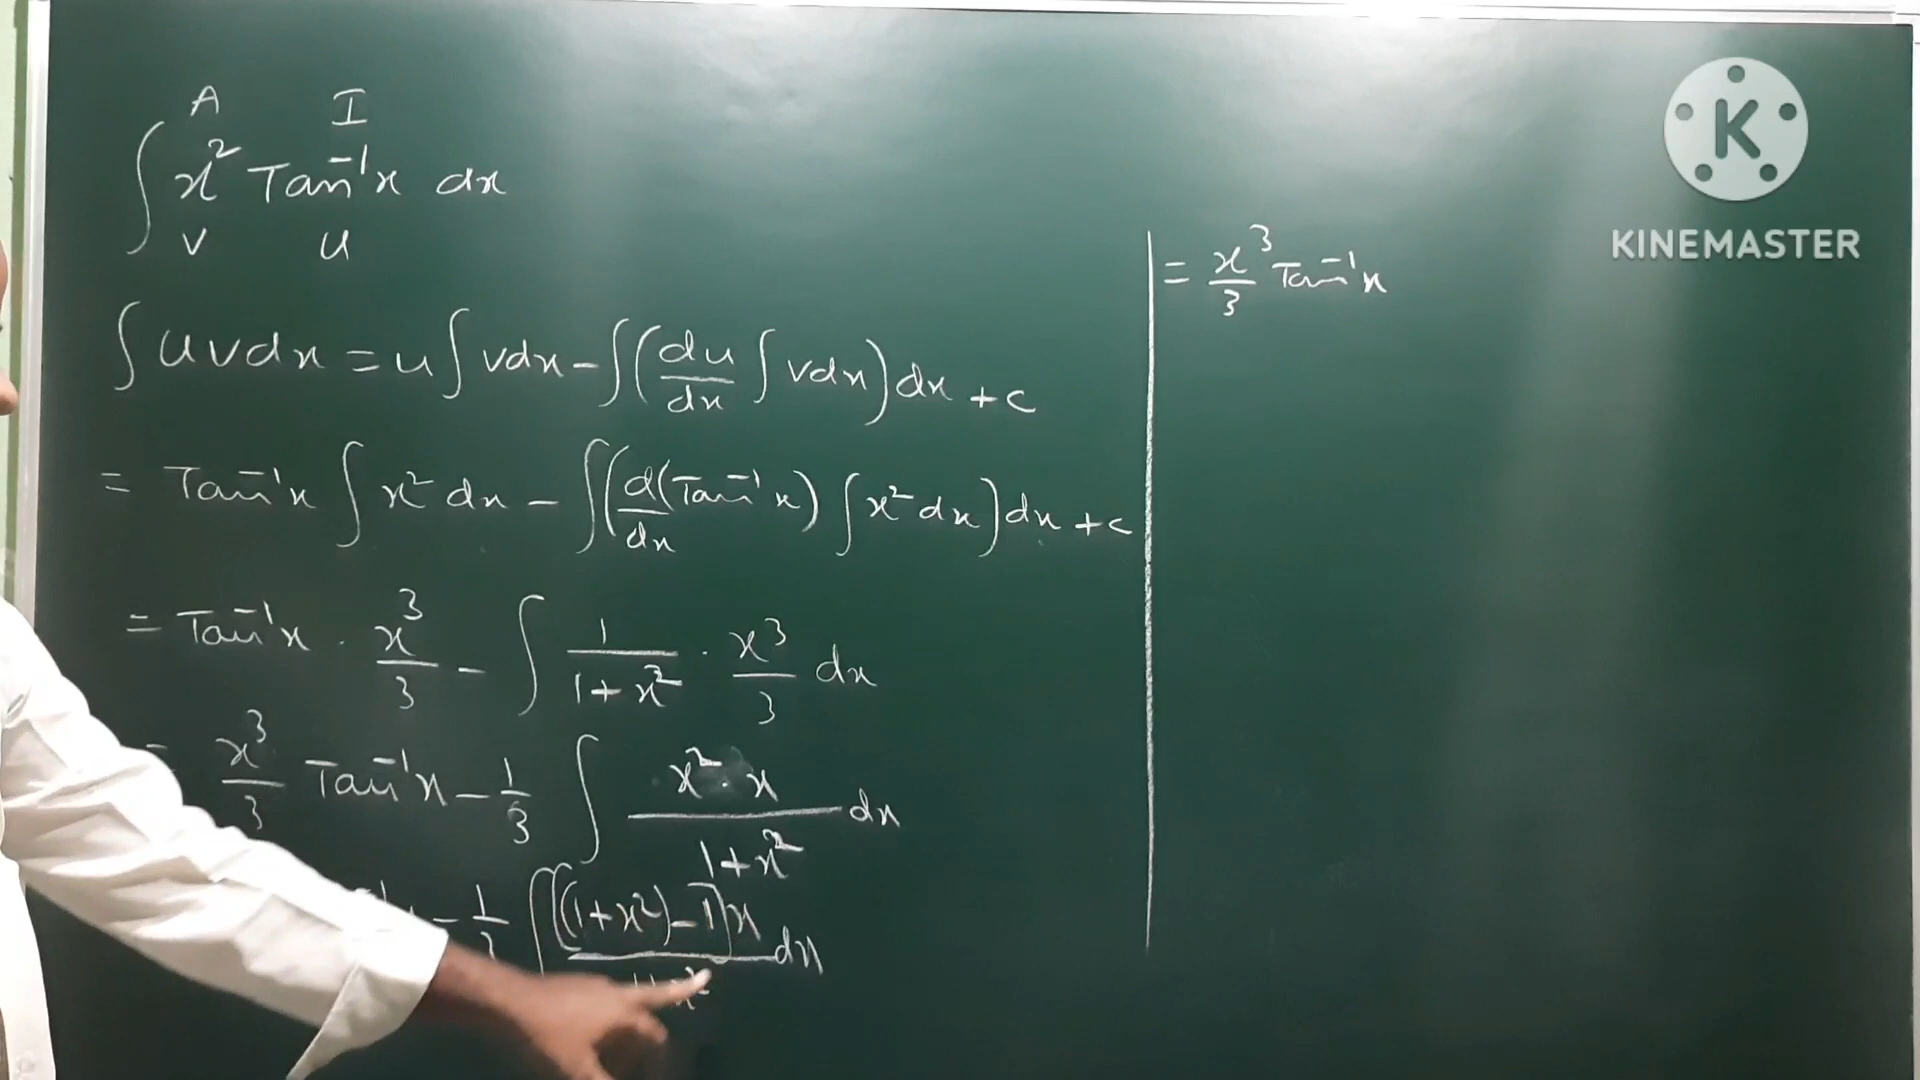 A I
∫ x² Tan⁻¹x dx
V U
∫ u v dx = u ∫ v dx - ∫ (du/dx ∫ v dx) dx + c
= Tan⁻¹x ∫ x² dx - ∫ (d(Tan⁻¹x)/dx ∫ x² dx) dx + c
= Tan⁻¹x · x³/3 - ∫ 1/(1+x²) · x³/3 dx
= x³/3 Tan⁻¹x - 1/3 ∫ x² · x/(1+x²) dx
- 1/3 ∫ [(1+x²)-1]x dx
= x³/3 Tan⁻¹x
K
KINEMASTER